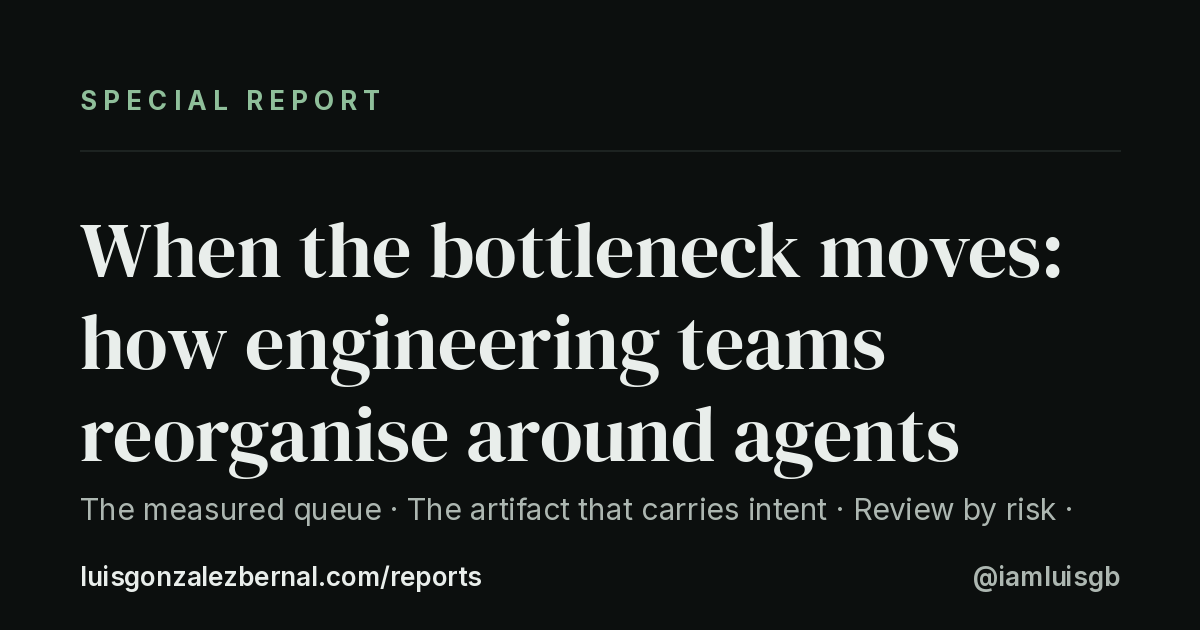 SPECIAL REPORT
When the bottleneck moves:
how engineering teams
reorganise around agents
The measured queue · The artifact that carries intent · Review by risk ·
luisgonzalezbernal.com/reports
@iamluisgb